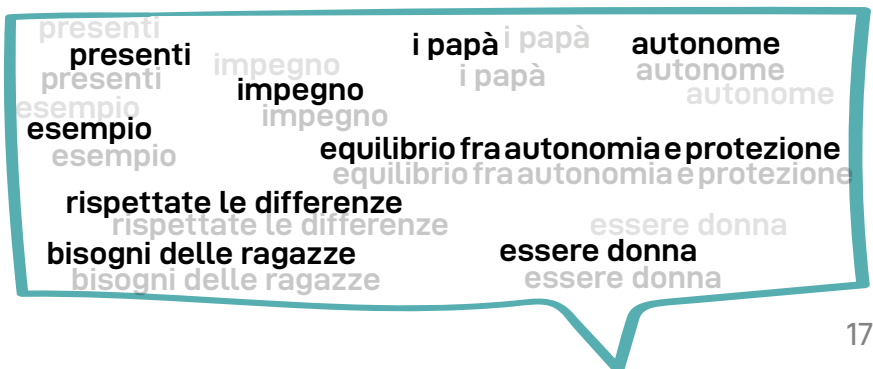 presenti
i papà i papà
autonome
presenti
impegno
presenti
i papà
autonome
impegno
autonome
esempio
impegno
esempio
equilibrio fra autonomia e protezione
esempio
equilibrio fra autonomia e protezione
rispettate le differenze
rispettate le differenze
essere donna
bisogni delle ragazze
essere donna
bisogni delle ragazze
essere donna
17